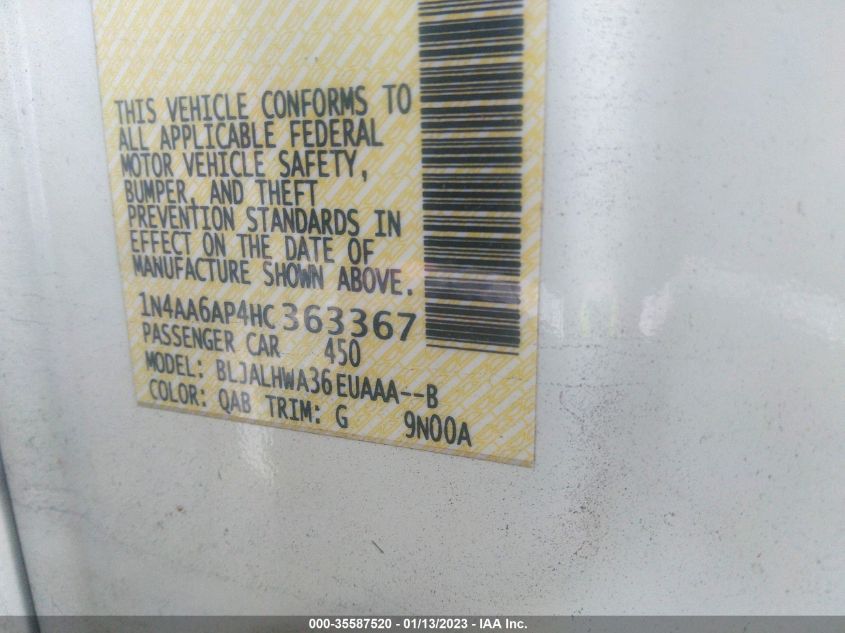 THIS VEHICLE CONFORMS TO
ALL APPLICABLE FEDERAL
MOTOR VEHICLE SAFETY,
BUMPER, AND THEFT
PREVENTION STANDARDS IN
EFFECT ON THE DATE OF
MANUFACTURE SHOWN ABOVE.
1N4AA6AP4HC363367
PASSENGER CAR 450
MODEL: BLJALHWA36EUAAA--B
COLOR: QAB TRIM: G 9N00A
000-35587520 - 01/13/2023 - IAA Inc.